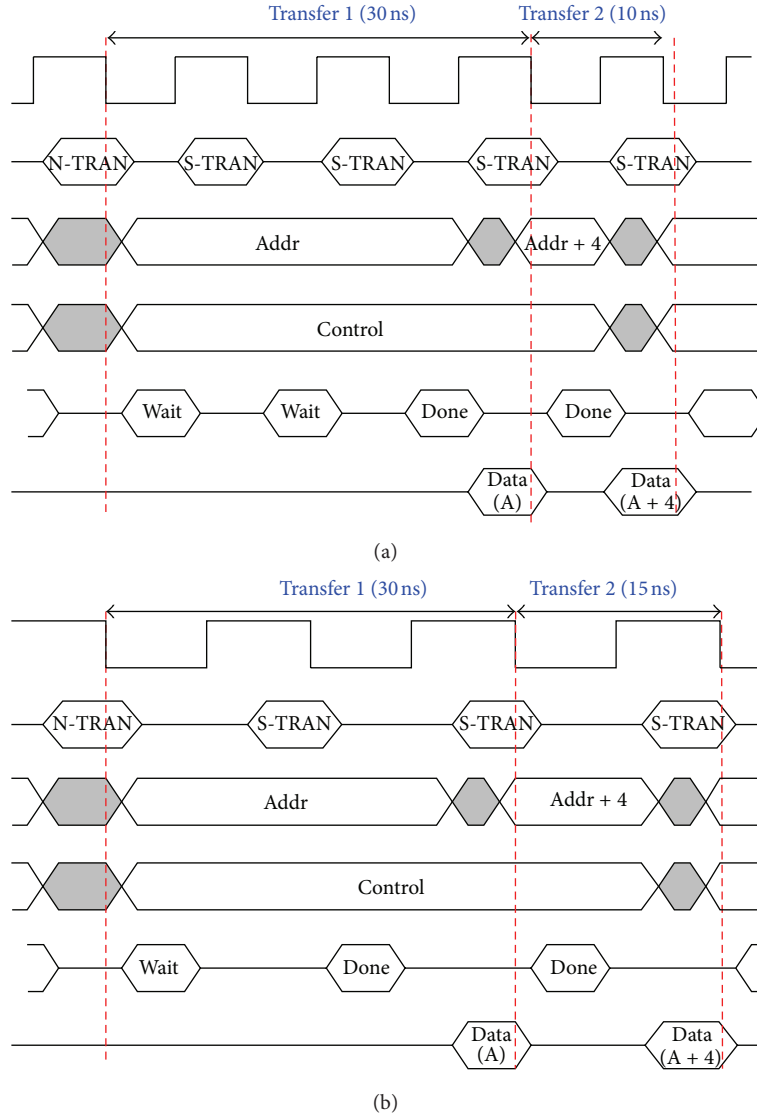 Transfer 1 (30 ns) Transfer 2 (10 ns)
N-TRAN S-TRAN S-TRAN S-TRAN S-TRAN
Addr Addr + 4
Control
Wait Wait Done Done
Data Data
(A) (A + 4)
(a)
Transfer 1 (30 ns) Transfer 2 (15 ns)
N-TRAN S-TRAN S-TRAN S-TRAN
Addr Addr + 4
Control
Wait Done Done
Data Data
(A) (A + 4)
(b)